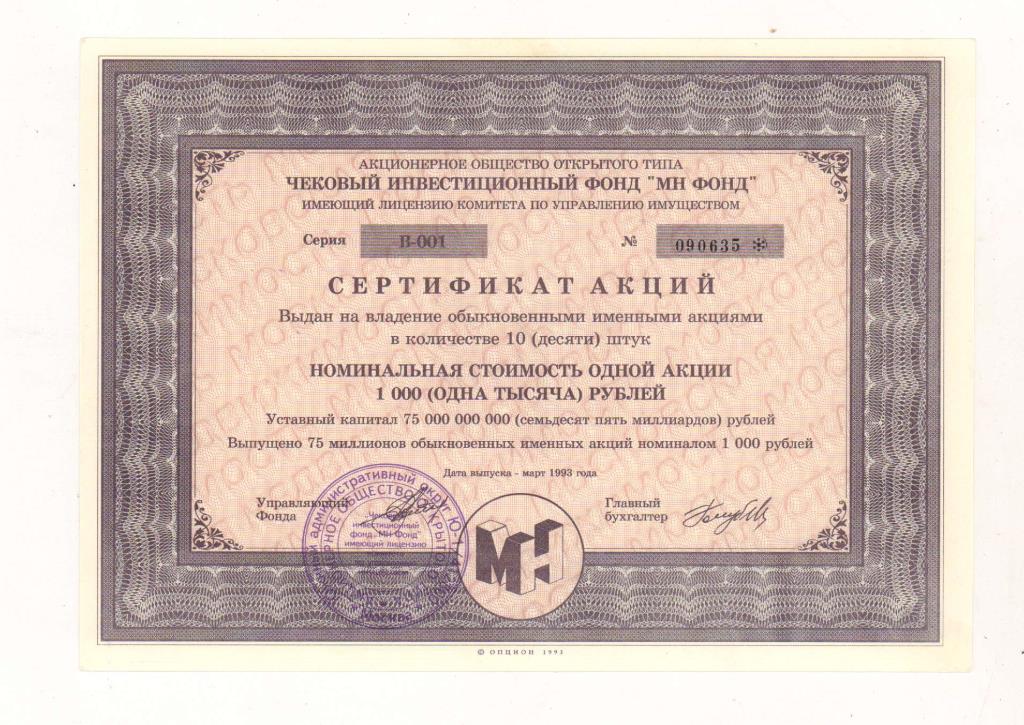 АКЦИОНЕРНОЕ ОБЩЕСТВО ОТКРЫТОГО ТИПА
ЧЕКОВЫЙ ИНВЕСТИЦИОННЫЙ ФОНД "МН ФОНД"
ИМЕЮЩИЙ ЛИЦЕНЗИЮ КОМИТЕТА ПО УПРАВЛЕНИЮ ИМУЩЕСТВОМ
Серия В-001 № 090635 *
СЕРТИФИКАТ АКЦИЙ
Выдан на владение обыкновенными именными акциями
в количестве 10 (десяти) штук
НОМИНАЛЬНАЯ СТОИМОСТЬ ОДНОЙ АКЦИИ
1 000 (ОДНА ТЫСЯЧА) РУБЛЕЙ
Уставный капитал 75 000 000 000 (семьдесят пять миллиардов) рублей
Выпущено 75 миллионов обыкновенных именных акций номиналом 1 000 рублей
Дата выпуска - март 1993 года
Управляющий
Фонда
Главный
бухгалтер
административный округ
ОБЩЕСТВО
инвестиционный
фонд "МН Фонд"
имеющий лицензию
Москве
МН
© ОПЦИОН 1993